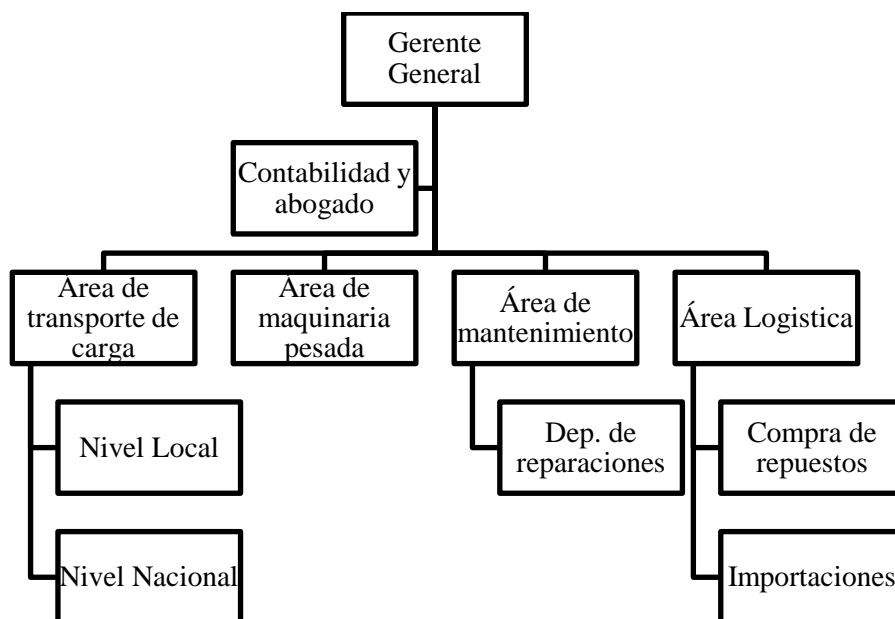 Gerente
General
Contabilidad y
abogado
Área de
transporte de
carga
Área de
maquinaria
pesada
Área de
mantenimiento
Área Logistica
Nivel Local
Dep. de
reparaciones
Compra de
repuestos
Nivel Nacional
Importaciones